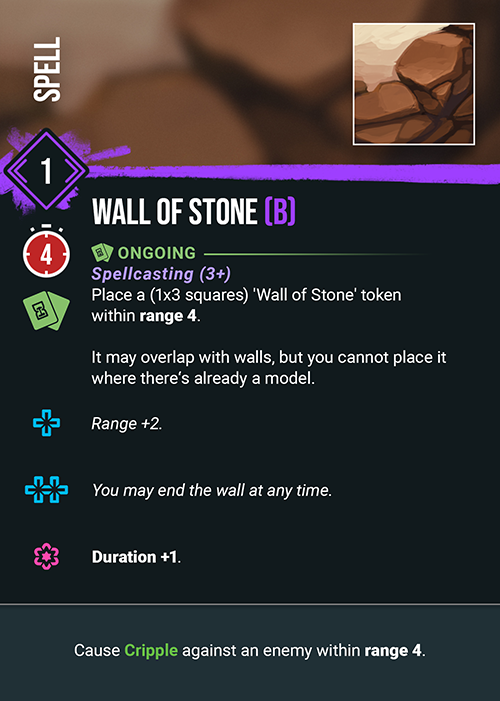 SPELL
1
WALL OF STONE (B)
4
ONGOING
Spellcasting (3+)
Place a (1x3 squares) 'Wall of Stone' token
within range 4.
It may overlap with walls, but you cannot place it
where there's already a model.
Range +2.
You may end the wall at any time.
Duration +1.
Cause Cripple against an enemy within range 4.